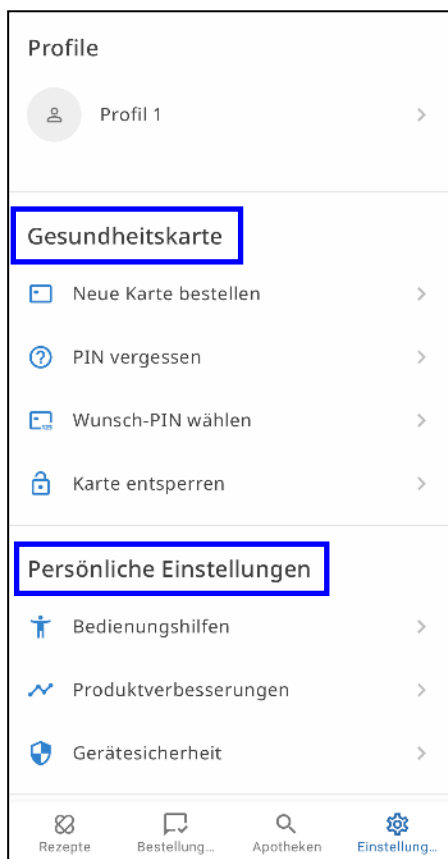 Profile
Profil 1
Gesundheitskarte
Neue Karte bestellen
PIN vergessen
Wunsch-PIN wählen
Karte entsperren
Persönliche Einstellungen
Bedienungshilfen
Produktverbesserungen
Gerätesicherheit
Rezepte Bestellung... Apotheken Einstellung...